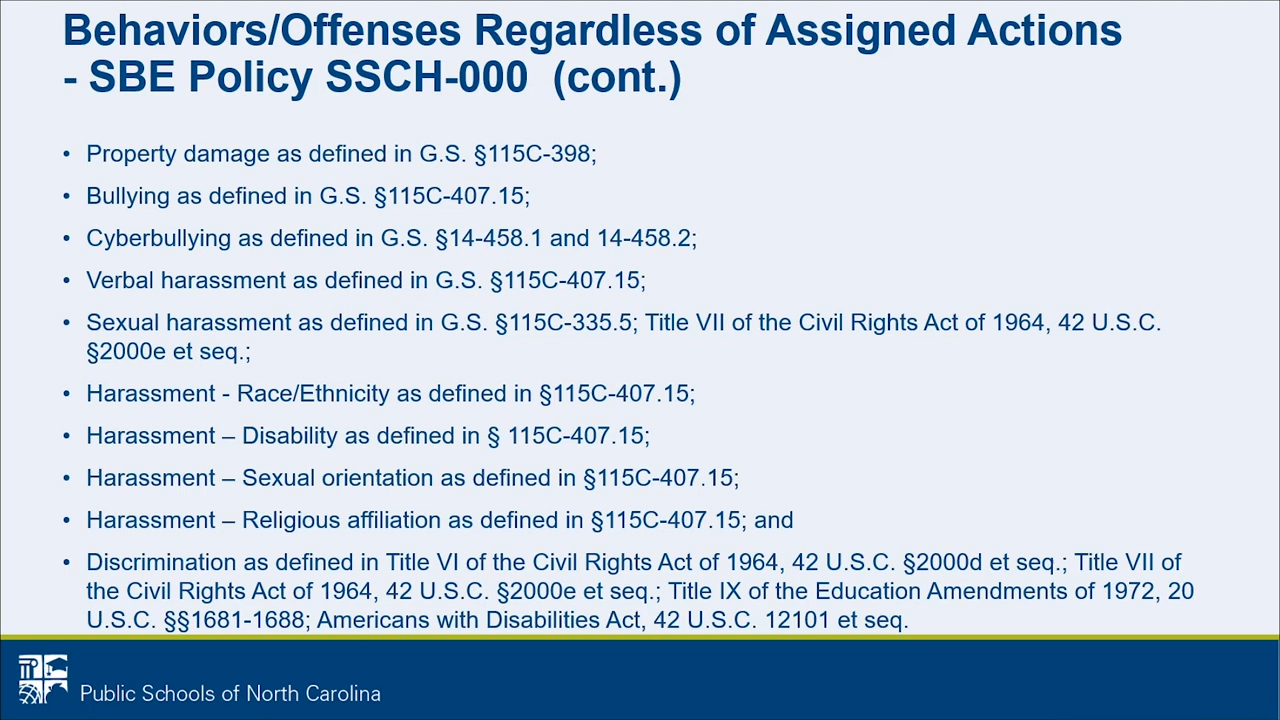 Behaviors/Offenses Regardless of Assigned Actions
- SBE Policy SSCH-000 (cont.)
• Property damage as defined in G.S. §115C-398;
• Bullying as defined in G.S. §115C-407.15;
• Cyberbullying as defined in G.S. §14-458.1 and 14-458.2;
• Verbal harassment as defined in G.S. §115C-407.15;
• Sexual harassment as defined in G.S. §115C-335.5; Title VII of the Civil Rights Act of 1964, 42 U.S.C.
§2000e et seq.;
• Harassment - Race/Ethnicity as defined in §115C-407.15;
• Harassment – Disability as defined in § 115C-407.15;
• Harassment – Sexual orientation as defined in §115C-407.15;
• Harassment – Religious affiliation as defined in §115C-407.15; and
• Discrimination as defined in Title VI of the Civil Rights Act of 1964, 42 U.S.C. §2000d et seq.; Title VII of
the Civil Rights Act of 1964, 42 U.S.C. §2000e et seq.; Title IX of the Education Amendments of 1972, 20
U.S.C. §§1681-1688; Americans with Disabilities Act, 42 U.S.C. 12101 et seq.
Public Schools of North Carolina